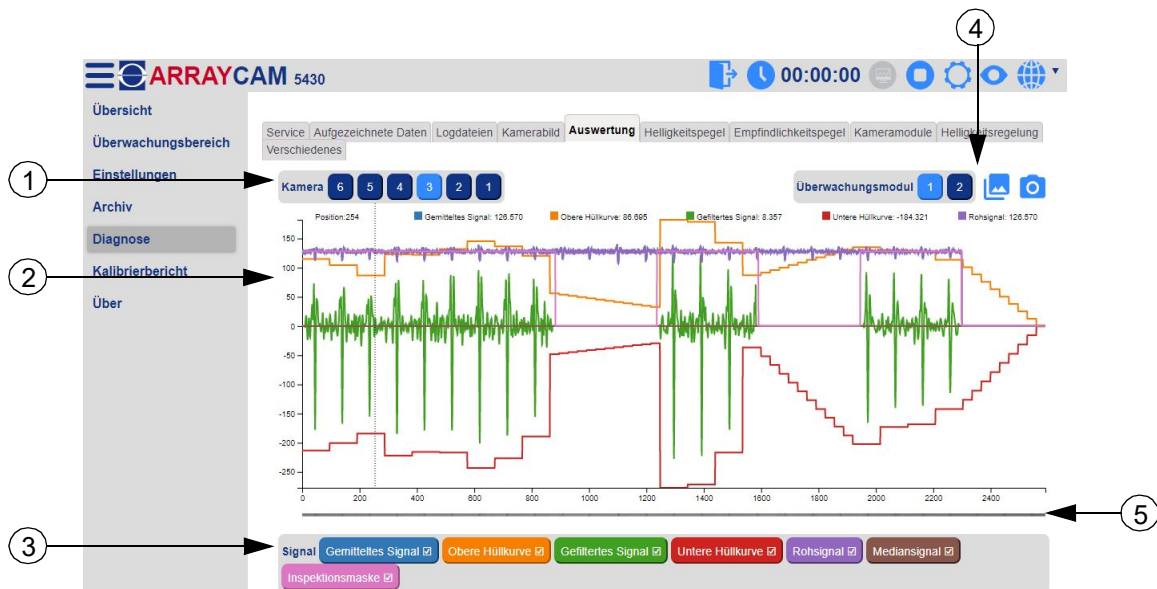 4
ARRAYCAM 5430
00:00:00
Übersicht
Überwachungsbereich
Einstellungen
Archiv
Diagnose
Kalibrierbericht
Über
Service Aufgezeichnete Daten Logdateien Kamerabild Auswertung Helligkeitspegel Empfindlichkeitspegel Kameramodule Helligkeitsregelung
Verschiedenes
1
Kamera 6 5 4 3 2 1
Überwachungsmodul 1 2
Position:254 Gemitteltes Signal: 126.570 Obere Hüllkurve: 86.695 Gefiltertes Signal: 8.357 Untere Hüllkurve: -184.321 Rohsignal: 126.570
2
150
100
50
0
-50
-100
-150
-200
-250
0 200 400 600 800 1000 1200 1400 1600 1800 2000 2200 2400
5
3
Signal Gemitteltes Signal Obere Hüllkurve Gefiltertes Signal Untere Hüllkurve Rohsignal Mediansignal
Inspektionsmaske